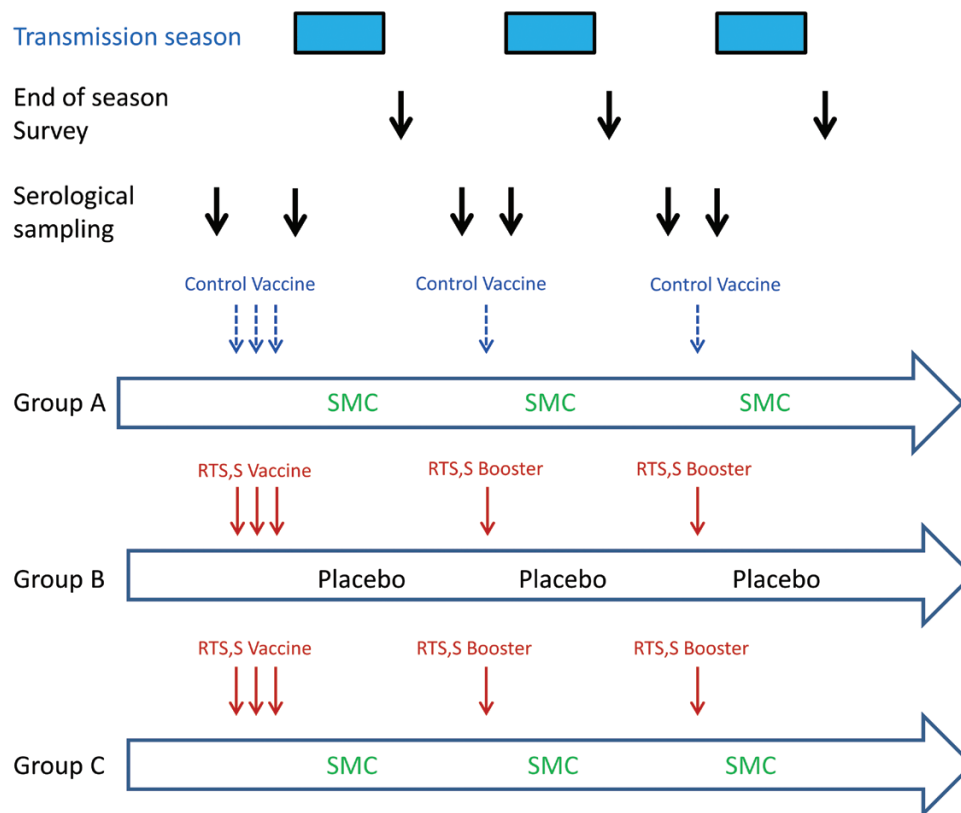 Transmission season
End of season
Survey
Serological
sampling
Control Vaccine Control Vaccine Control Vaccine
Group A SMC SMC SMC
RTS,S Vaccine RTS,S Booster RTS,S Booster
Group B Placebo Placebo Placebo
RTS,S Vaccine RTS,S Booster RTS,S Booster
Group C SMC SMC SMC